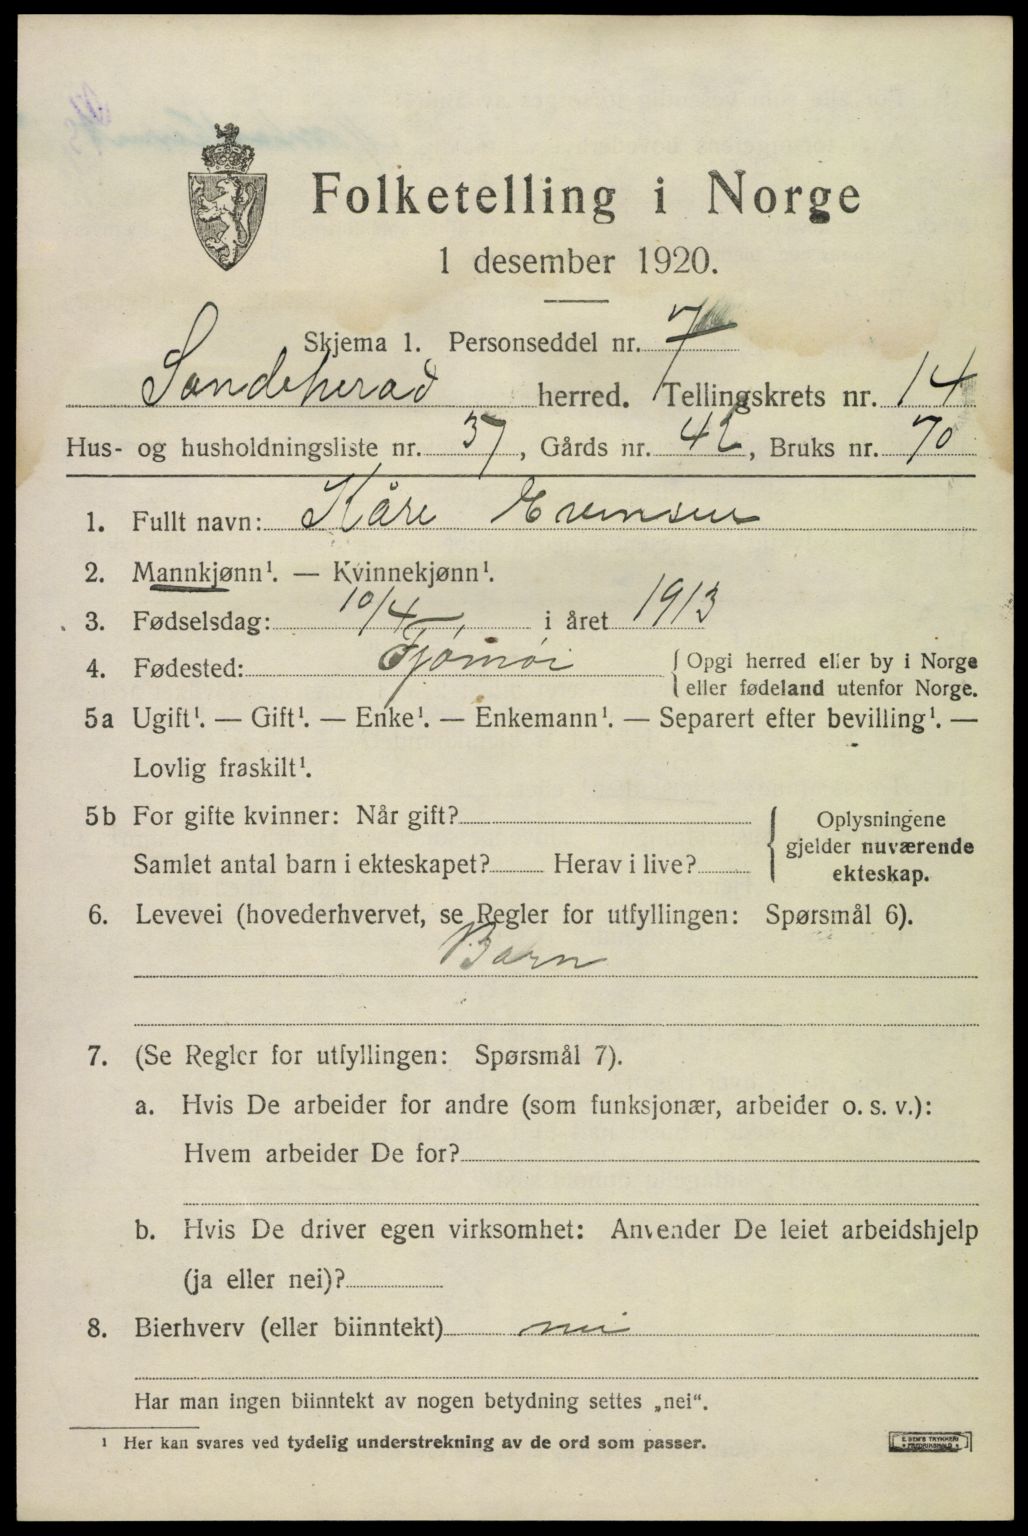 Folketelling i Norge
1 desember 1920.
Skjema 1. Personseddel nr. 7
Sandeherad herred. Tellingskrets nr. 14
Hus- og husholdningsliste nr. 37, Gårds nr. 42, Bruks nr. 70
1. Fullt navn: Kåre Evensen
2. Mannkjønn¹. — Kvinnekjønn¹.
3. Fødselsdag: 10/4 i året 1913
4. Fødested: Tjømöi { Opgi herred eller by i Norge
eller fødeland utenfor Norge.
5a Ugift¹. — Gift¹. — Enke¹. — Enkemann¹. — Separert efter bevilling¹. —
Lovlig fraskilt¹.
5b For gifte kvinner: Når gift? { Oplysningene
gjelder nuværende
Samlet antal barn i ekteskapet? Herav i live?
ekteskap.
6. Levevei (hovederhvervet, se Regler for utfyllingen: Spørsmål 6).
Barn
7. (Se Regler for utfyllingen: Spørsmål 7).
a. Hvis De arbeider for andre (som funksjonær, arbeider o. s. v.):
Hvem arbeider De for?
b. Hvis De driver egen virksomhet: Anvender De leiet arbeidshjelp
(ja eller nei)?
8. Bierhverv (eller biinntekt) nei
Har man ingen biinntekt av nogen betydning settes „nei“.
¹ Her kan svares ved tydelig understrekning av de ord som passer.